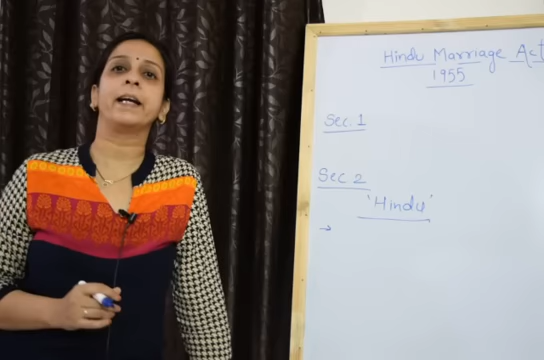 Hindu Marriage Act
1955
Sec. 1
Sec 2
'Hindu'
→